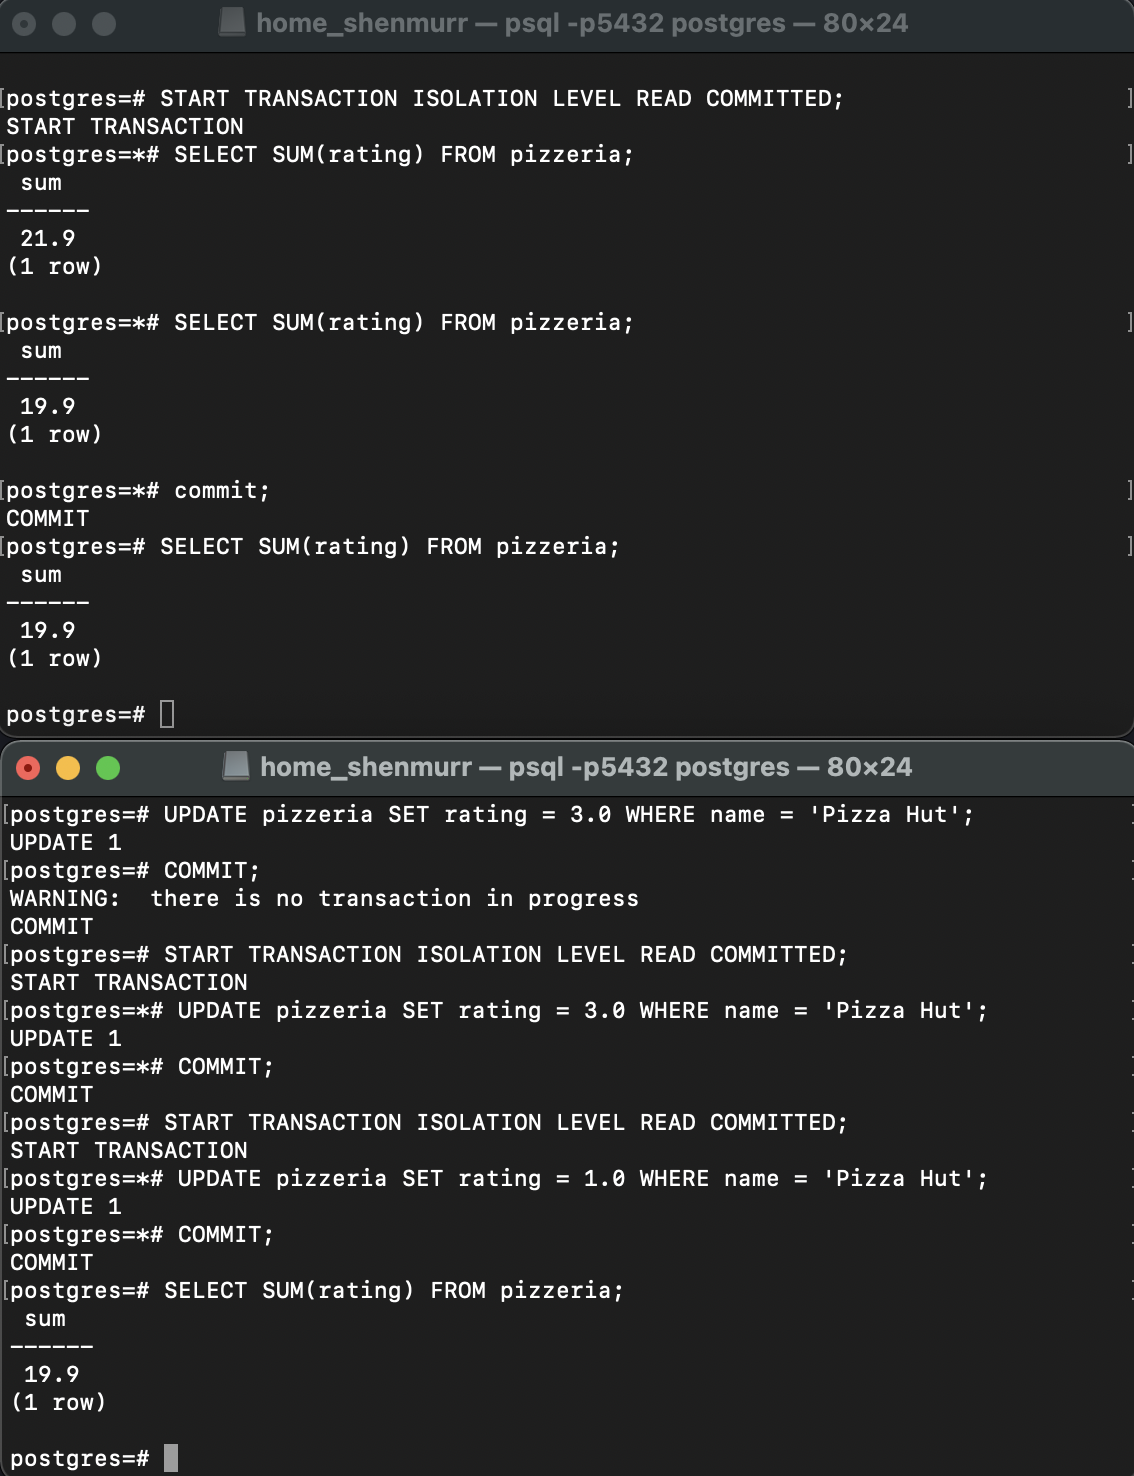 home_shenmurr — psql -p5432 postgres — 80×24
[postgres=# START TRANSACTION ISOLATION LEVEL READ COMMITTED; ]
START TRANSACTION
[postgres=*# SELECT SUM(rating) FROM pizzeria; ]
 sum
------
 21.9
(1 row)
[postgres=*# SELECT SUM(rating) FROM pizzeria; ]
 sum
------
 19.9
(1 row)
[postgres=*# commit; ]
COMMIT
[postgres=# SELECT SUM(rating) FROM pizzeria; ]
 sum
------
 19.9
(1 row)
postgres=#
home_shenmurr — psql -p5432 postgres — 80×24
[postgres=# UPDATE pizzeria SET rating = 3.0 WHERE name = 'Pizza Hut';
UPDATE 1
[postgres=# COMMIT;
WARNING:  there is no transaction in progress
COMMIT
[postgres=# START TRANSACTION ISOLATION LEVEL READ COMMITTED;
START TRANSACTION
[postgres=*# UPDATE pizzeria SET rating = 3.0 WHERE name = 'Pizza Hut';
UPDATE 1
[postgres=*# COMMIT;
COMMIT
[postgres=# START TRANSACTION ISOLATION LEVEL READ COMMITTED;
START TRANSACTION
[postgres=*# UPDATE pizzeria SET rating = 1.0 WHERE name = 'Pizza Hut';
UPDATE 1
[postgres=*# COMMIT;
COMMIT
[postgres=# SELECT SUM(rating) FROM pizzeria;
 sum
------
 19.9
(1 row)
postgres=#